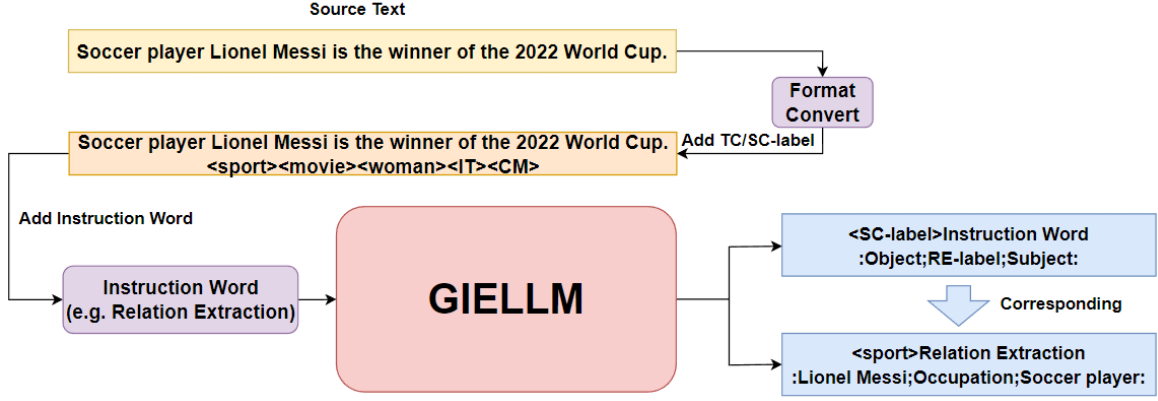 Source Text
Soccer player Lionel Messi is the winner of the 2022 World Cup.
Format
Convert
Add TC/SC-label
Soccer player Lionel Messi is the winner of the 2022 World Cup.
<sport><movie><woman><IT><CM>
Add Instruction Word
Instruction Word
(e.g. Relation Extraction)
GIELLM
<SC-label>Instruction Word
:Object;RE-label;Subject:
Corresponding
<sport>Relation Extraction
:Lionel Messi;Occupation;Soccer player: